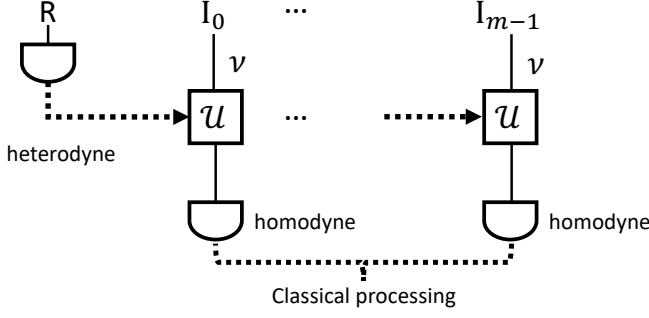 R I₀ ... Iₘ₋₁
ν ν
𝒰 ... 𝒰
heterodyne
homodyne homodyne
Classical processing